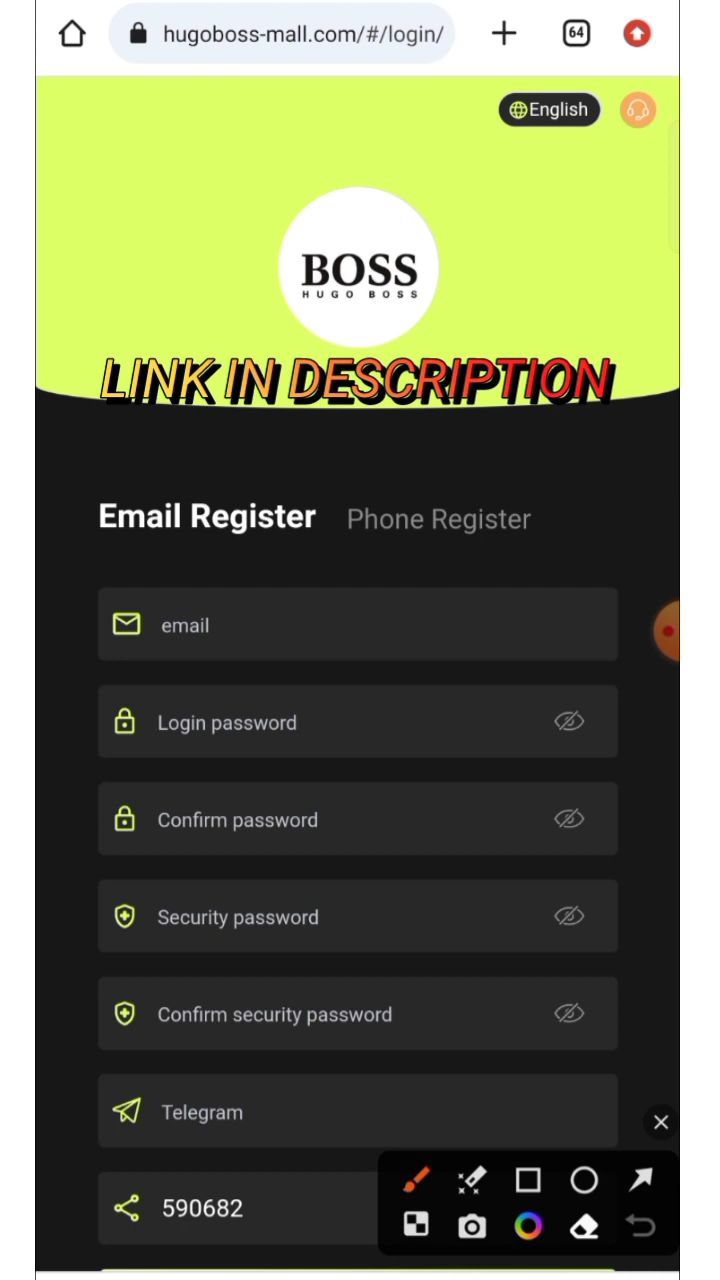 hugoboss-mall.com/#/login/
64
English
BOSS
HUGO BOSS
LINK IN DESCRIPTION
Email Register
Phone Register
email
Login password
Confirm password
Security password
Confirm security password
Telegram
590682